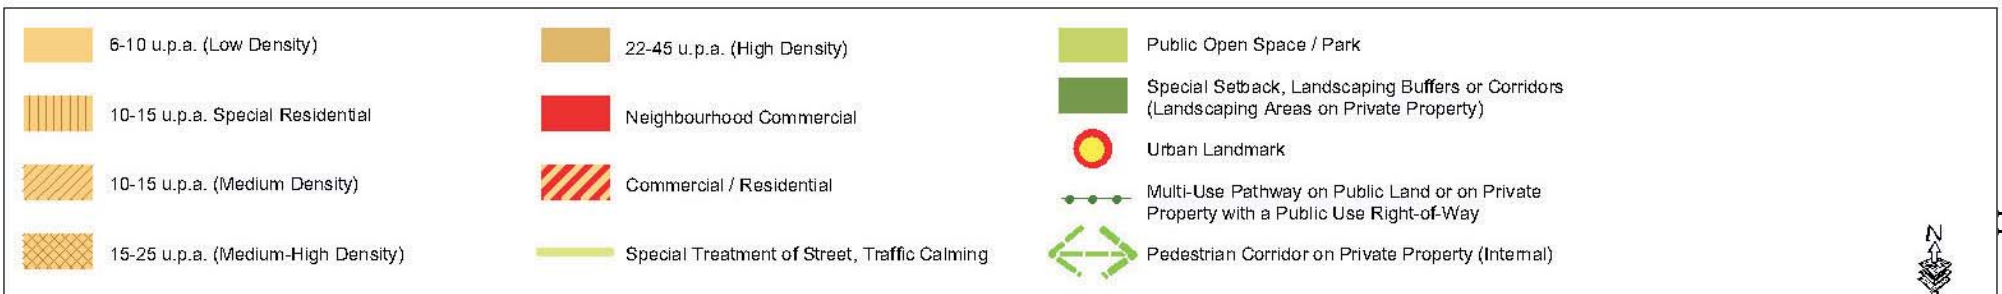 6-10 u.p.a. (Low Density)
10-15 u.p.a. Special Residential
10-15 u.p.a. (Medium Density)
15-25 u.p.a. (Medium-High Density)
22-45 u.p.a. (High Density)
Neighbourhood Commercial
Commercial / Residential
Special Treatment of Street, Traffic Calming
Public Open Space / Park
Special Setback, Landscaping Buffers or Corridors
(Landscaping Areas on Private Property)
Urban Landmark
Multi-Use Pathway on Public Land or on Private
Property with a Public Use Right-of-Way
Pedestrian Corridor on Private Property (Internal)
N